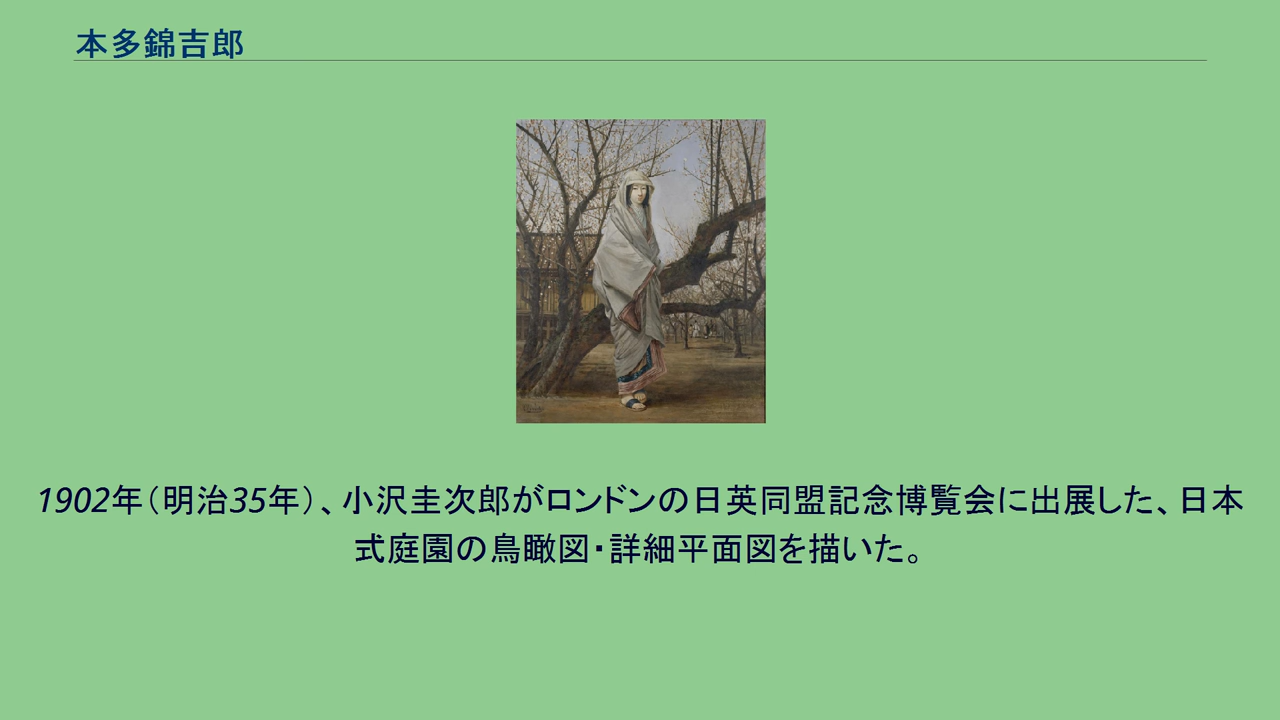 本多錦吉郎
1902年（明治35年）、小沢圭次郎がロンドンの日英同盟記念博覧会に出展した、日本
式庭園の鳥瞰図・詳細平面図を描いた。